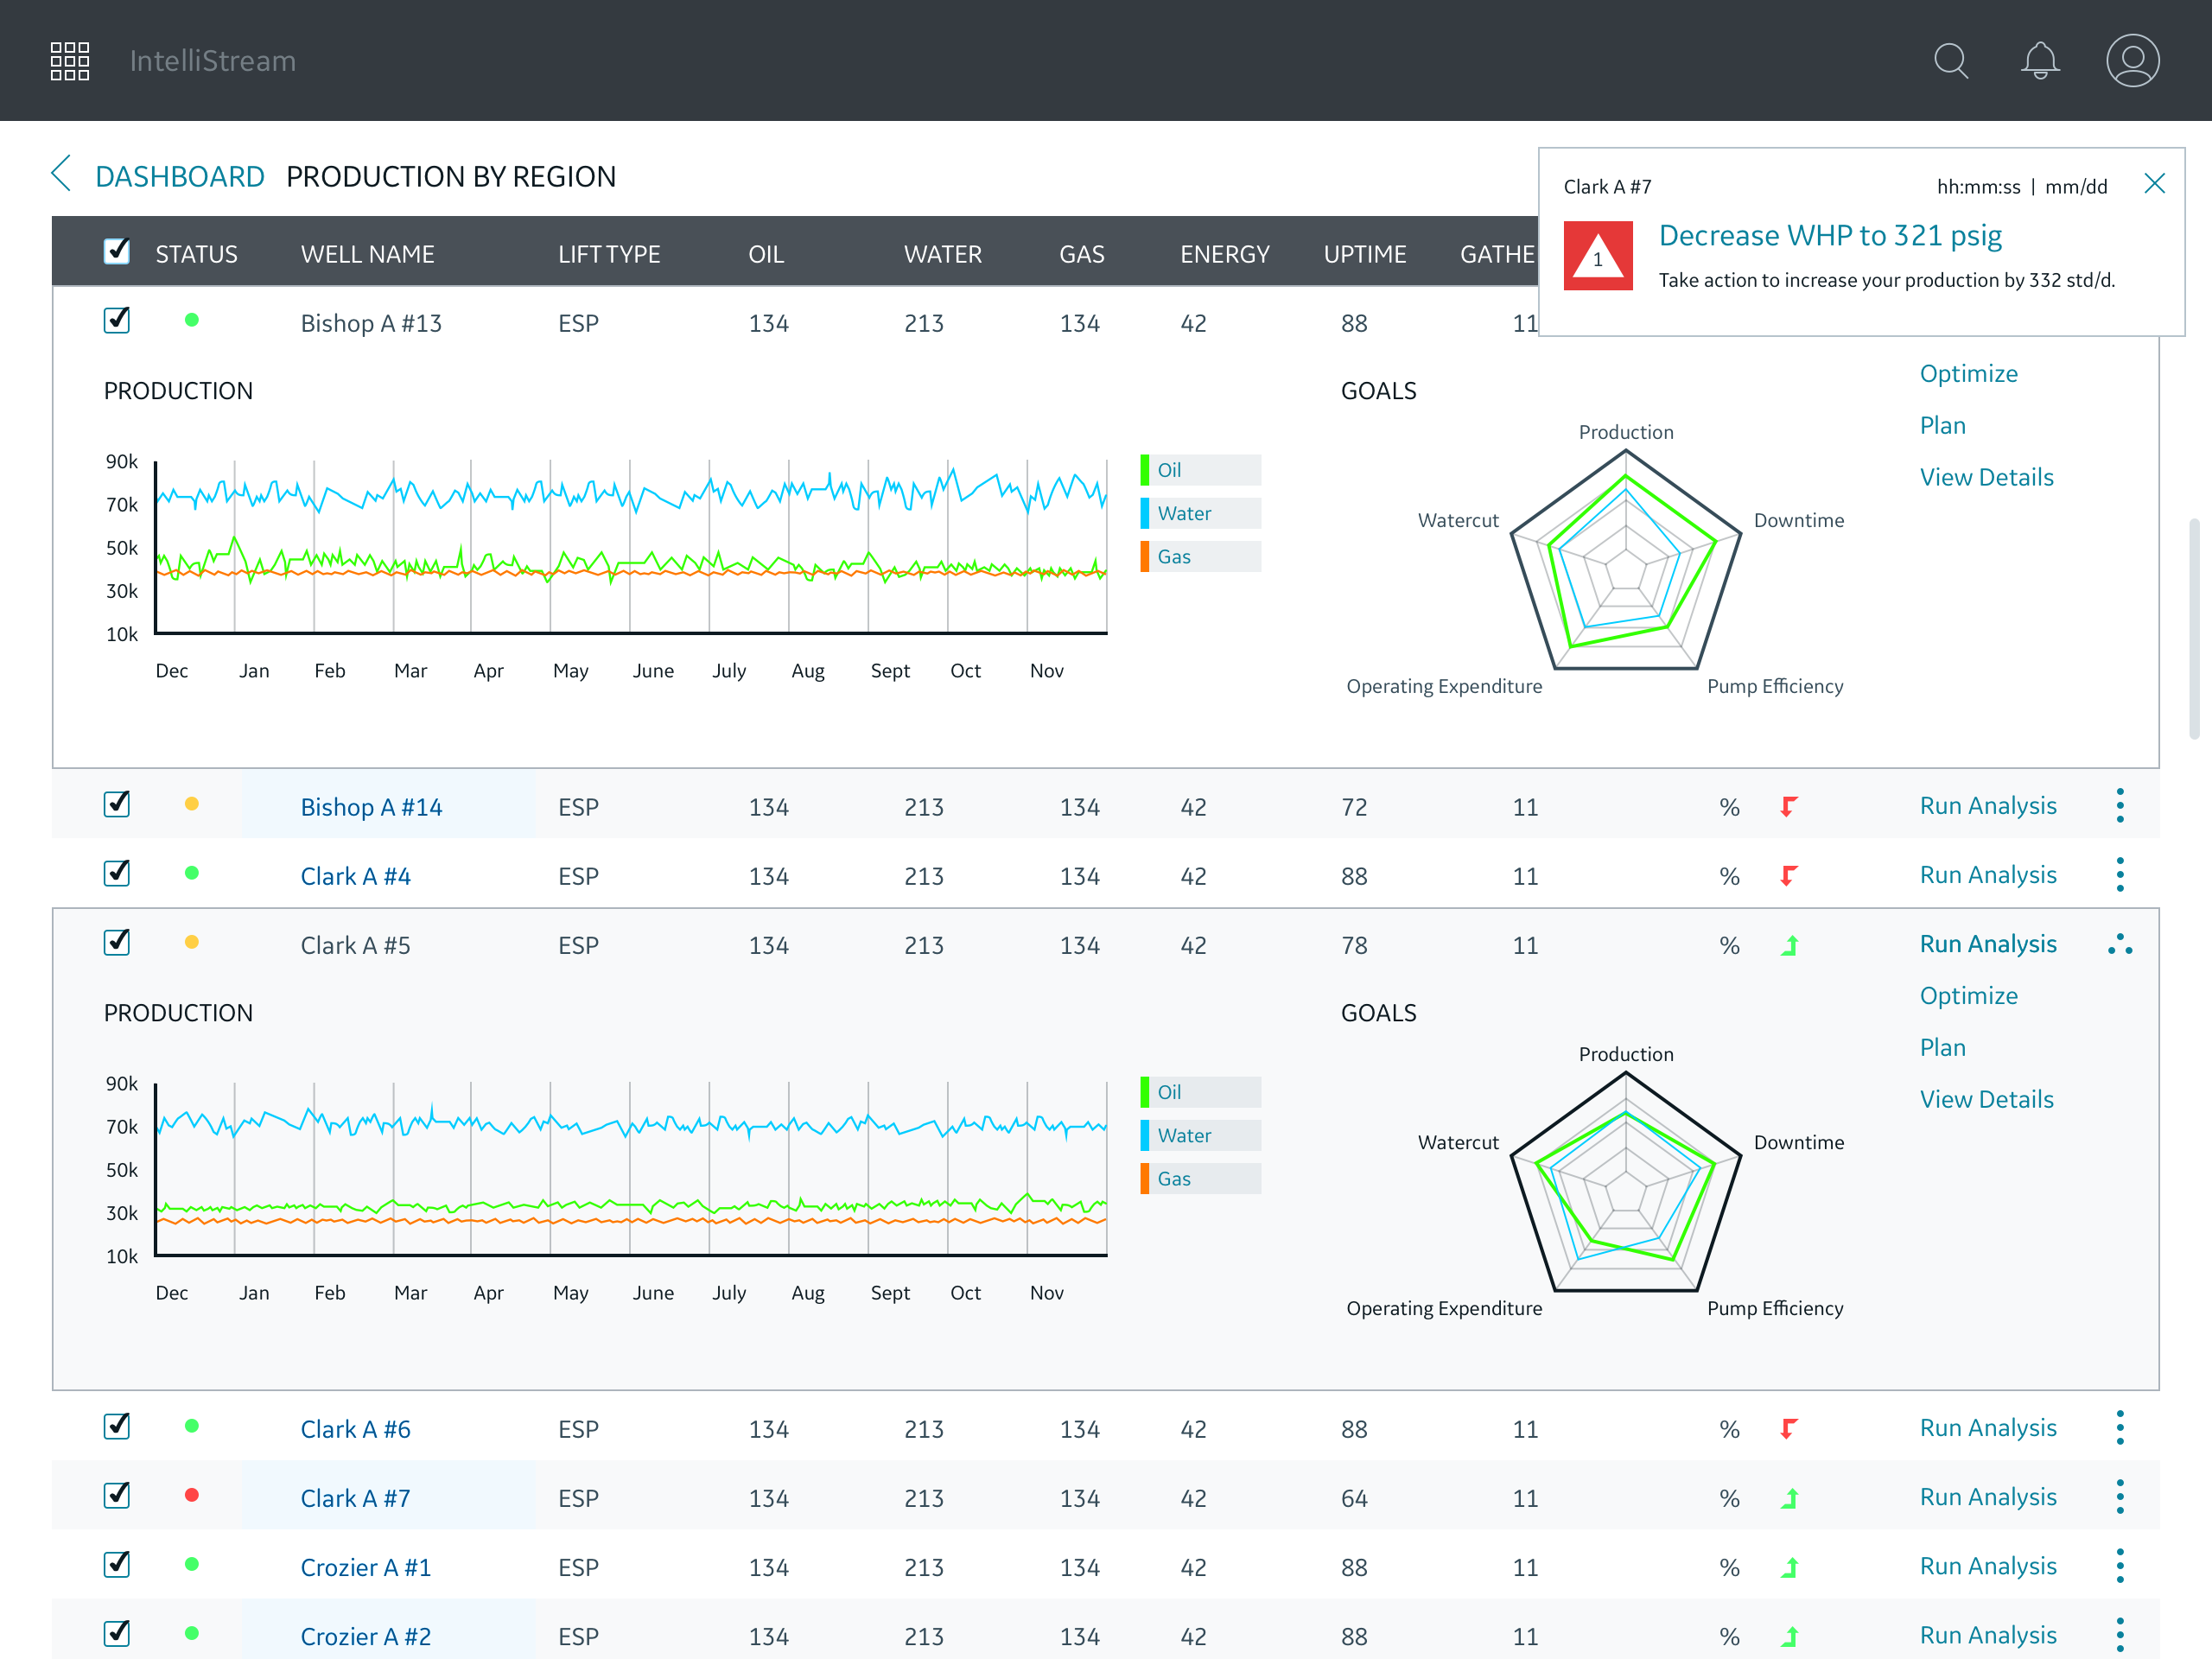 IntelliStream
DASHBOARD PRODUCTION BY REGION
Clark A #7 hh:mm:ss | mm/dd
1
Decrease WHP to 321 psig
Take action to increase your production by 332 std/d.
STATUS WELL NAME LIFT TYPE OIL WATER GAS ENERGY UPTIME GATHE
Bishop A #13 ESP 134 213 134 42 88 11
Optimize
Plan
View Details
PRODUCTION
90k
70k
50k
30k
10k
Dec Jan Feb Mar Apr May June July Aug Sept Oct Nov
Oil
Water
Gas
GOALS
Production
Watercut Downtime
Operating Expenditure Pump Efficiency
Bishop A #14 ESP 134 213 134 42 72 11 % Run Analysis
Clark A #4 ESP 134 213 134 42 88 11 % Run Analysis
Clark A #5 ESP 134 213 134 42 78 11 % Run Analysis
Optimize
Plan
View Details
PRODUCTION
90k
70k
50k
30k
10k
Dec Jan Feb Mar Apr May June July Aug Sept Oct Nov
Oil
Water
Gas
GOALS
Production
Watercut Downtime
Operating Expenditure Pump Efficiency
Clark A #6 ESP 134 213 134 42 88 11 % Run Analysis
Clark A #7 ESP 134 213 134 42 64 11 % Run Analysis
Crozier A #1 ESP 134 213 134 42 88 11 % Run Analysis
Crozier A #2 ESP 134 213 134 42 88 11 % Run Analysis